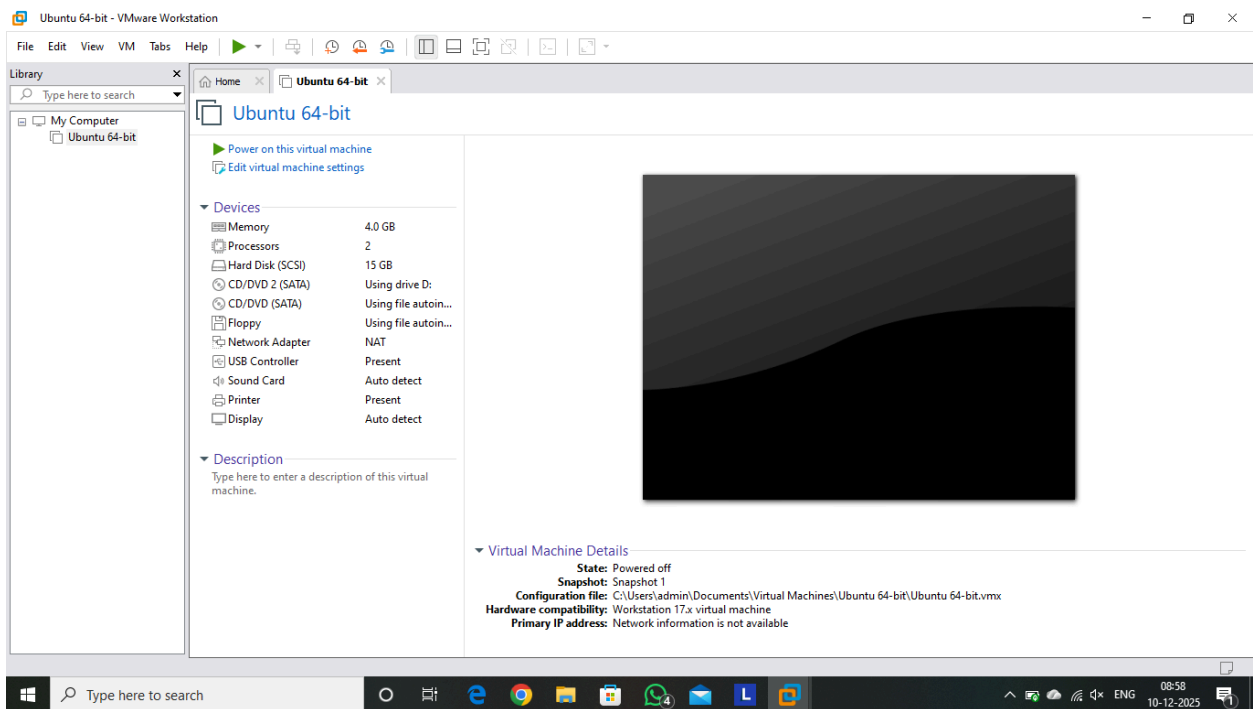 Ubuntu 64-bit - VMware Workstation
File Edit View VM Tabs Help
Library
Type here to search
My Computer
Ubuntu 64-bit
Home
Ubuntu 64-bit
Ubuntu 64-bit
Power on this virtual machine
Edit virtual machine settings
Devices
Memory 4.0 GB
Processors 2
Hard Disk (SCSI) 15 GB
CD/DVD 2 (SATA) Using drive D:
CD/DVD (SATA) Using file autoin...
Floppy Using file autoin...
Network Adapter NAT
USB Controller Present
Sound Card Auto detect
Printer Present
Display Auto detect
Description
Type here to enter a description of this virtual
machine.
Virtual Machine Details
State: Powered off
Snapshot: Snapshot 1
Configuration file: C:\Users\admin\Documents\Virtual Machines\Ubuntu 64-bit\Ubuntu 64-bit.vmx
Hardware compatibility: Workstation 17.x virtual machine
Primary IP address: Network information is not available
Type here to search
4
L
ENG
08:58
10-12-2025
1